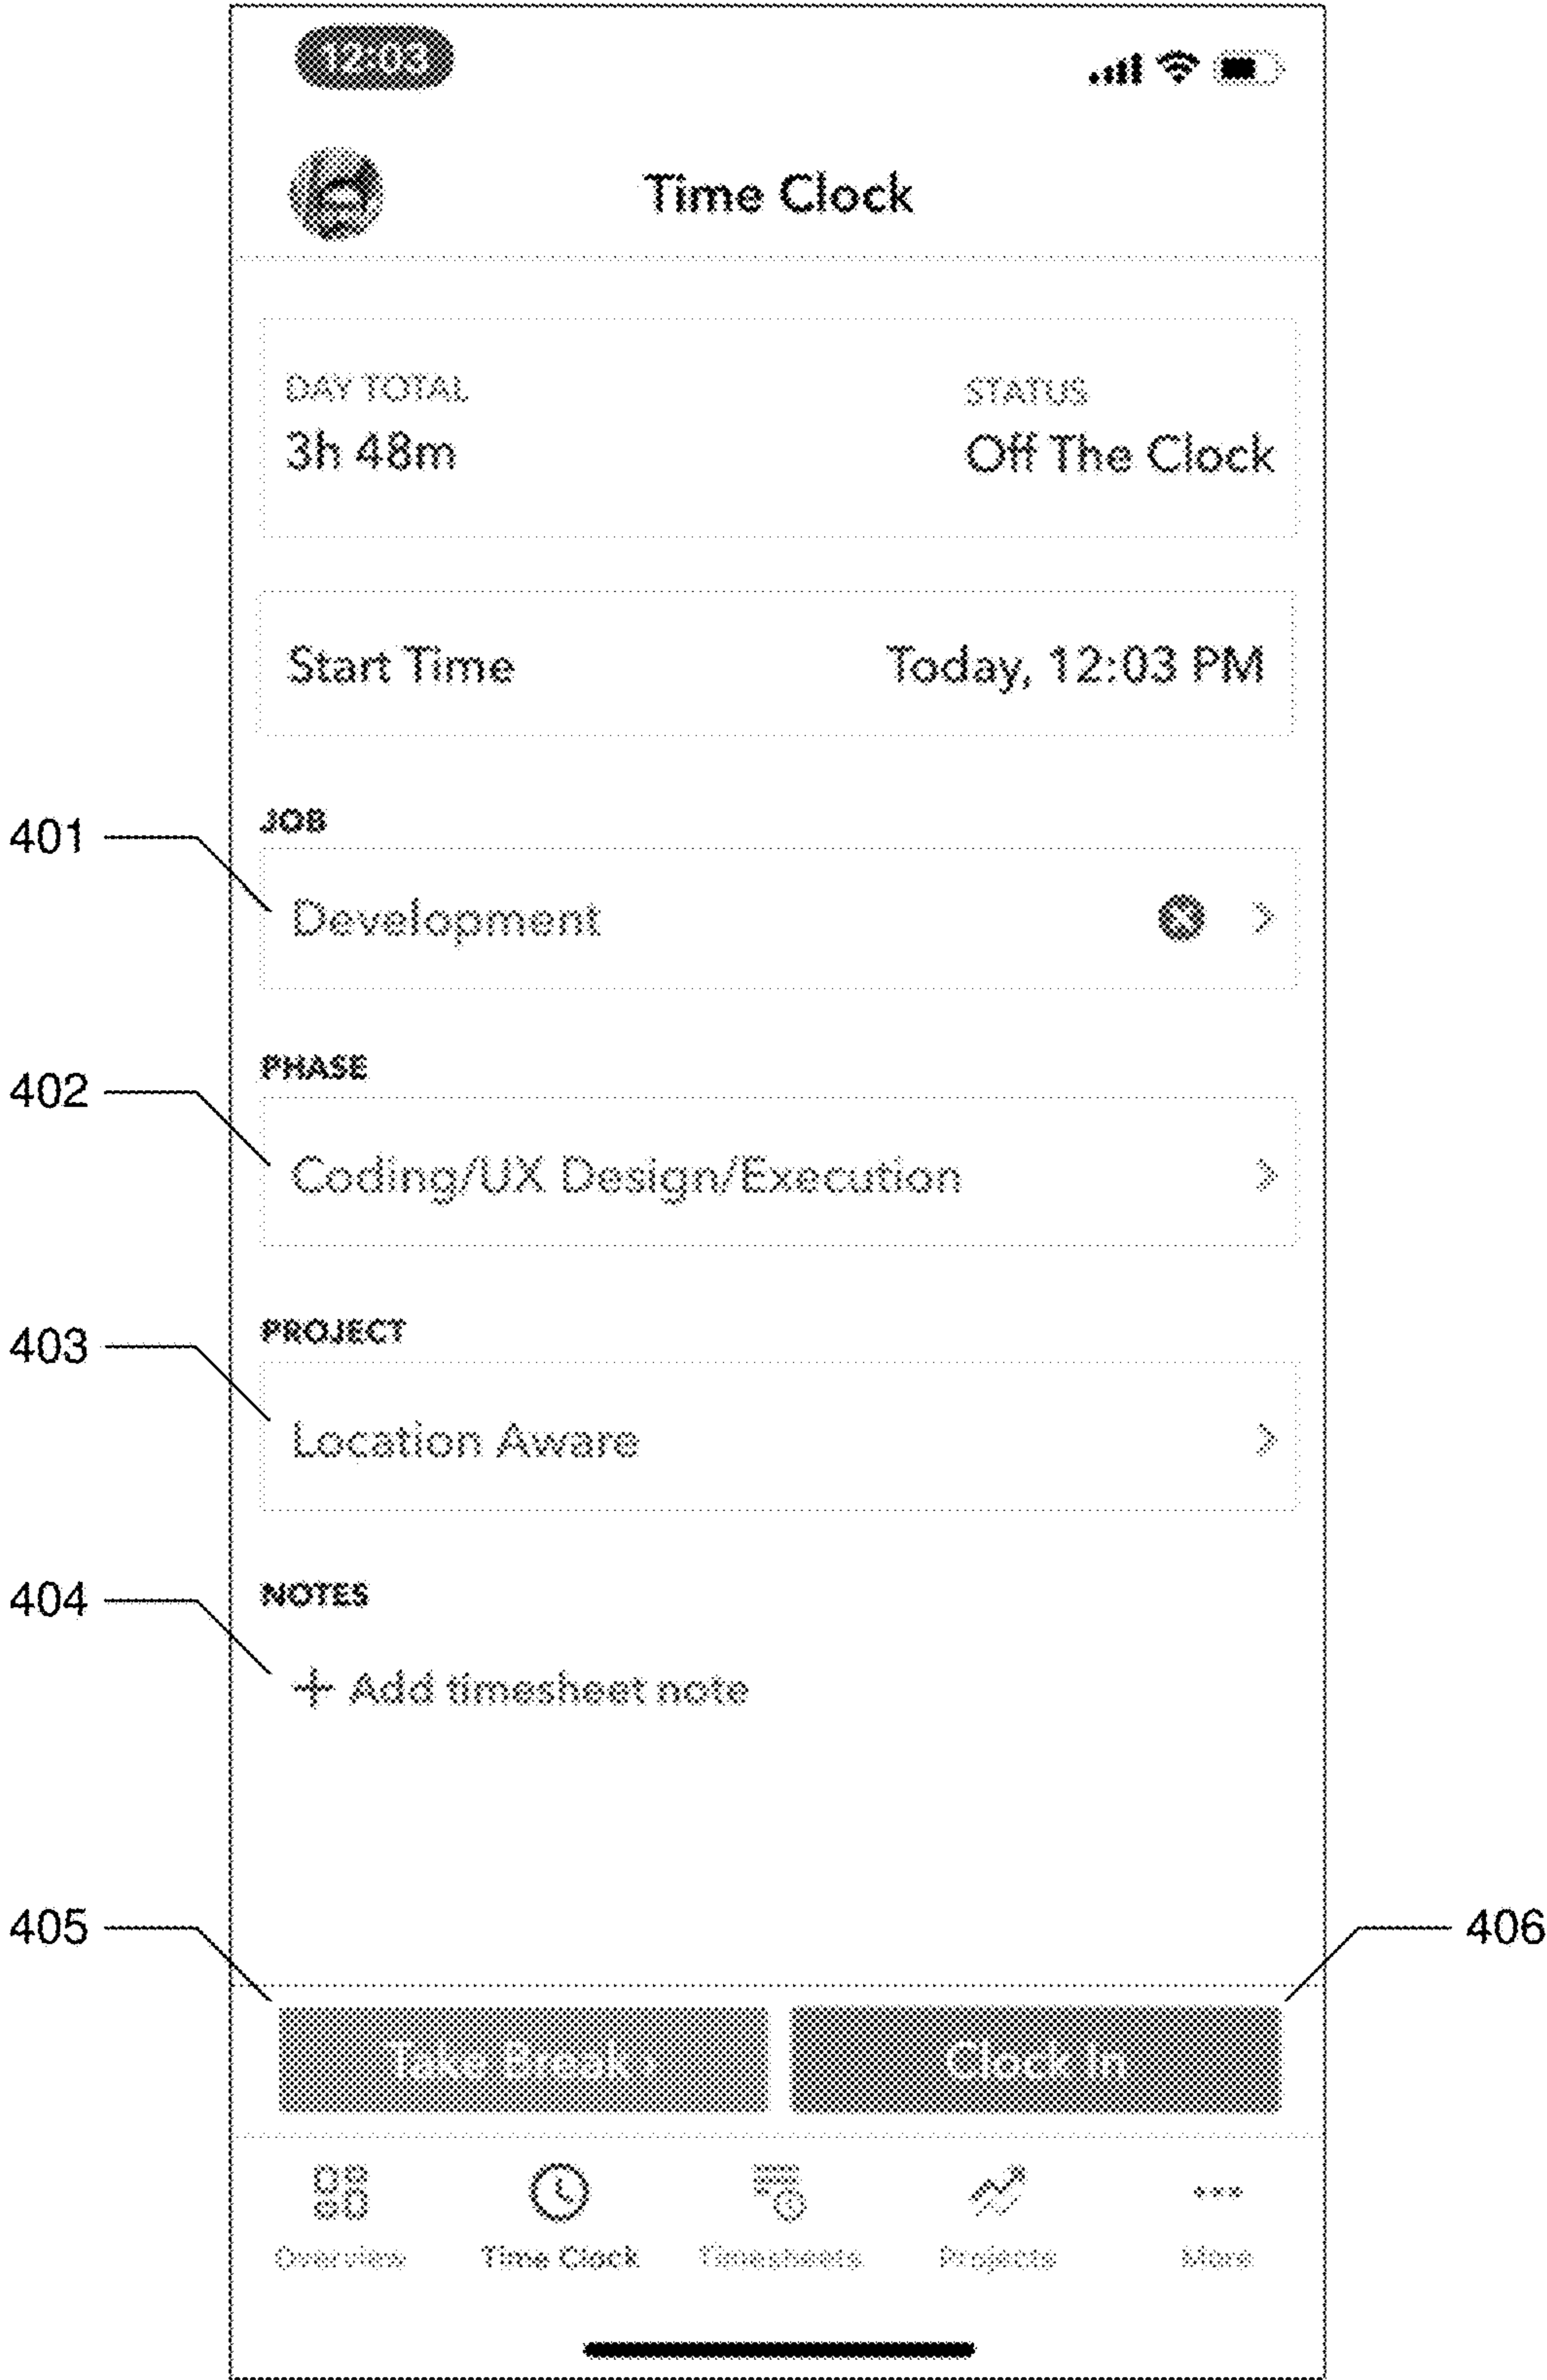 12:03
Time Clock
DAY TOTAL
STATUS
3h 48m
Off The Clock
Start Time
Today, 12:03 PM
JOB
401
Development
PHASE
402
Coding/UX Design/Execution
PROJECT
403
Location Aware
NOTES
404
+ Add timesheet note
405
406
Take Break
Clock In
Overview
Time Clock
Timesheets
Projects
More